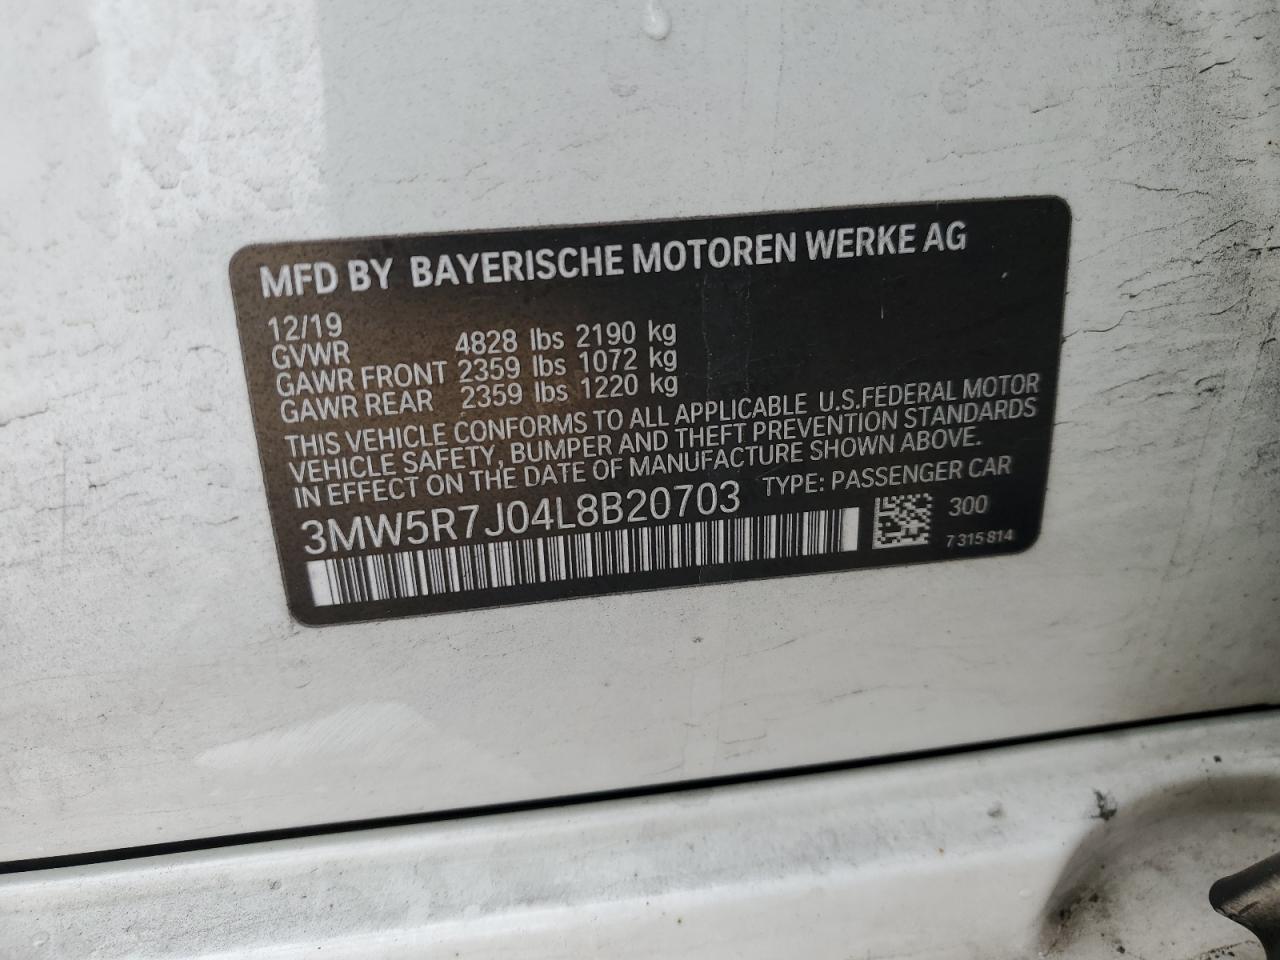 MFD BY BAYERISCHE MOTOREN WERKE AG
12/19
GVWR 4828 lbs 2190 kg
GAWR FRONT 2359 lbs 1072 kg
GAWR REAR 2359 lbs 1220 kg
THIS VEHICLE CONFORMS TO ALL APPLICABLE U.S.FEDERAL MOTOR
VEHICLE SAFETY, BUMPER AND THEFT PREVENTION STANDARDS
IN EFFECT ON THE DATE OF MANUFACTURE SHOWN ABOVE.
3MW5R7J04L8B20703 TYPE: PASSENGER CAR
300
7 315 814